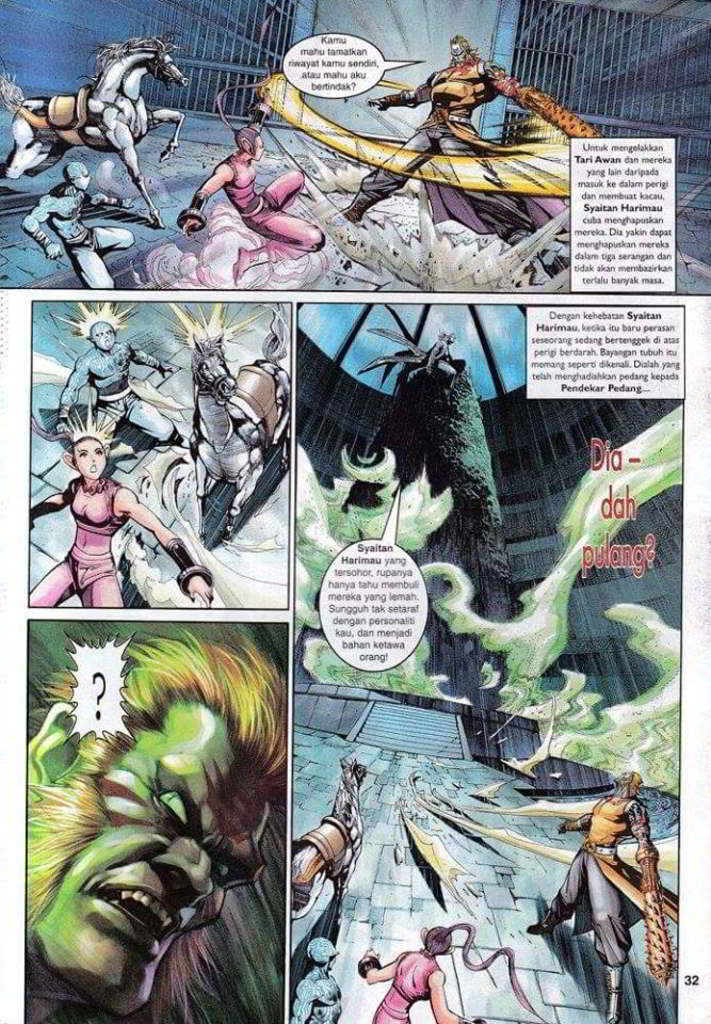 Kamu
mahu tamatkan
riwayat kamu sendiri,
atau mahu aku
bertindak?
Untuk mengelakkan
Tari Awan dan mereka
yang lain daripada
masuk ke dalam perigi
dan membuat kacau,
Syaitan Harimau
cuba menghapuskan
mereka. Dia yakin dapat
menghapuskan mereka
dalam tiga serangan dan
tidak akan membazirkan
terlalu banyak masa.
Dengan kehebatan Syaitan
Harimau, ketika itu baru perasan
seseorang sedang bertenggek di atas
perigi berdarah. Bayangan tubuh itu
memang seperti dikenali. Dialah yang
telah menghadiahkan pedang kepada
Pendekar Pedang....
Dia –
dah
pulang?
Syaitan
Harimau yang
tersohor, rupanya
hanya tahu membuli
mereka yang lemah.
Sungguh tak setaraf
dengan personaliti
kau, dan menjadi
bahan ketawa
orang!
?
32